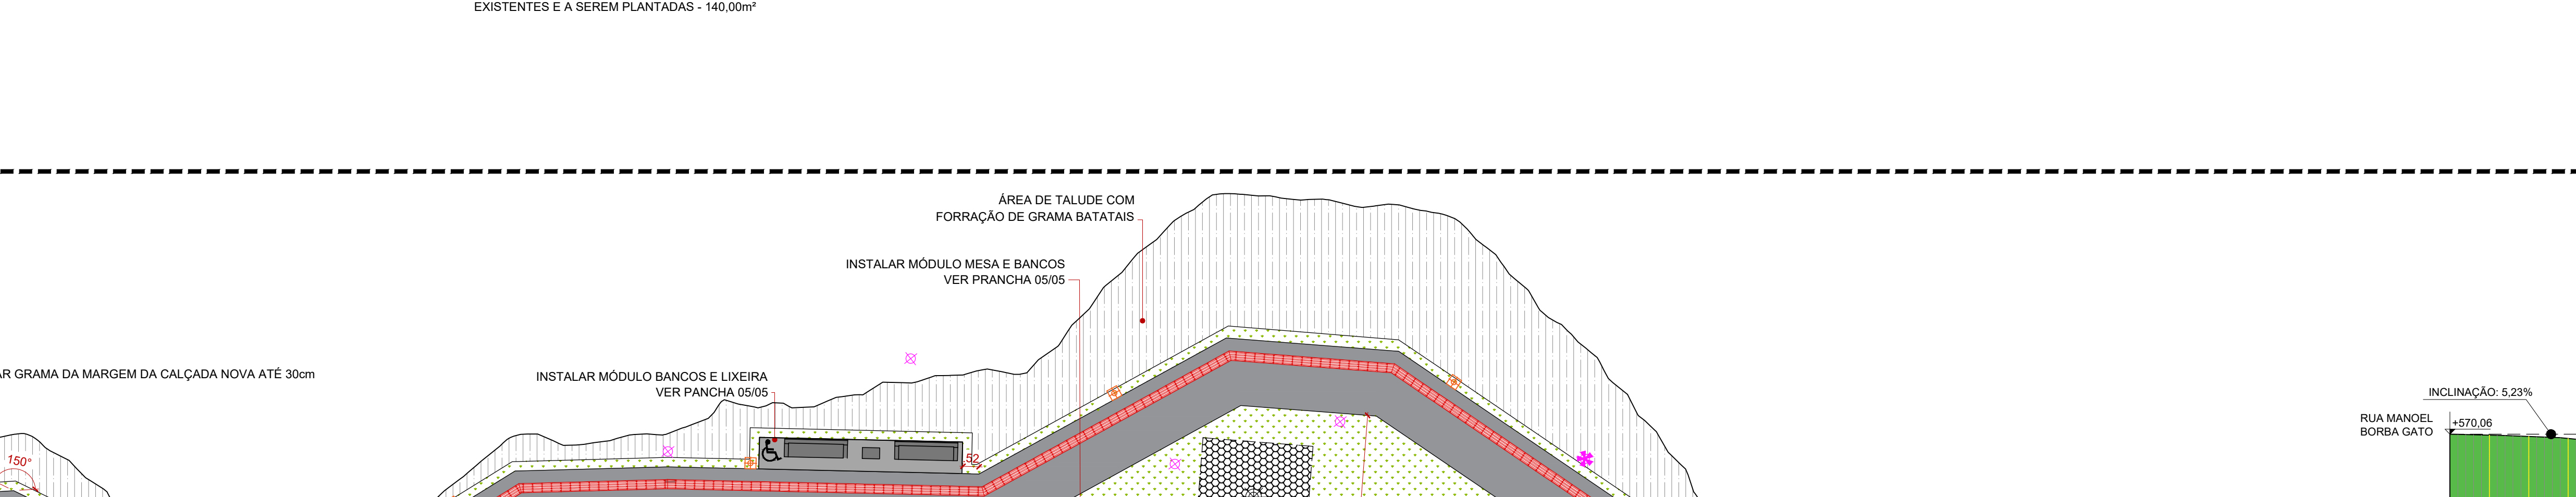 EXISTENTES E A SEREM PLANTADAS - 140,00m²
ÁREA DE TALUDE COM
FORRAÇÃO DE GRAMA BATATAIS
INSTALAR MÓDULO MESA E BANCOS
VER PRANCHA 05/05
AR GRAMA DA MARGEM DA CALÇADA NOVA ATÉ 30cm
INSTALAR MÓDULO BANCOS E LIXEIRA
VER PANCHA 05/05
INCLINAÇÃO: 5,23%
RUA MANOEL
BORBA GATO
+570,06
150°
,52